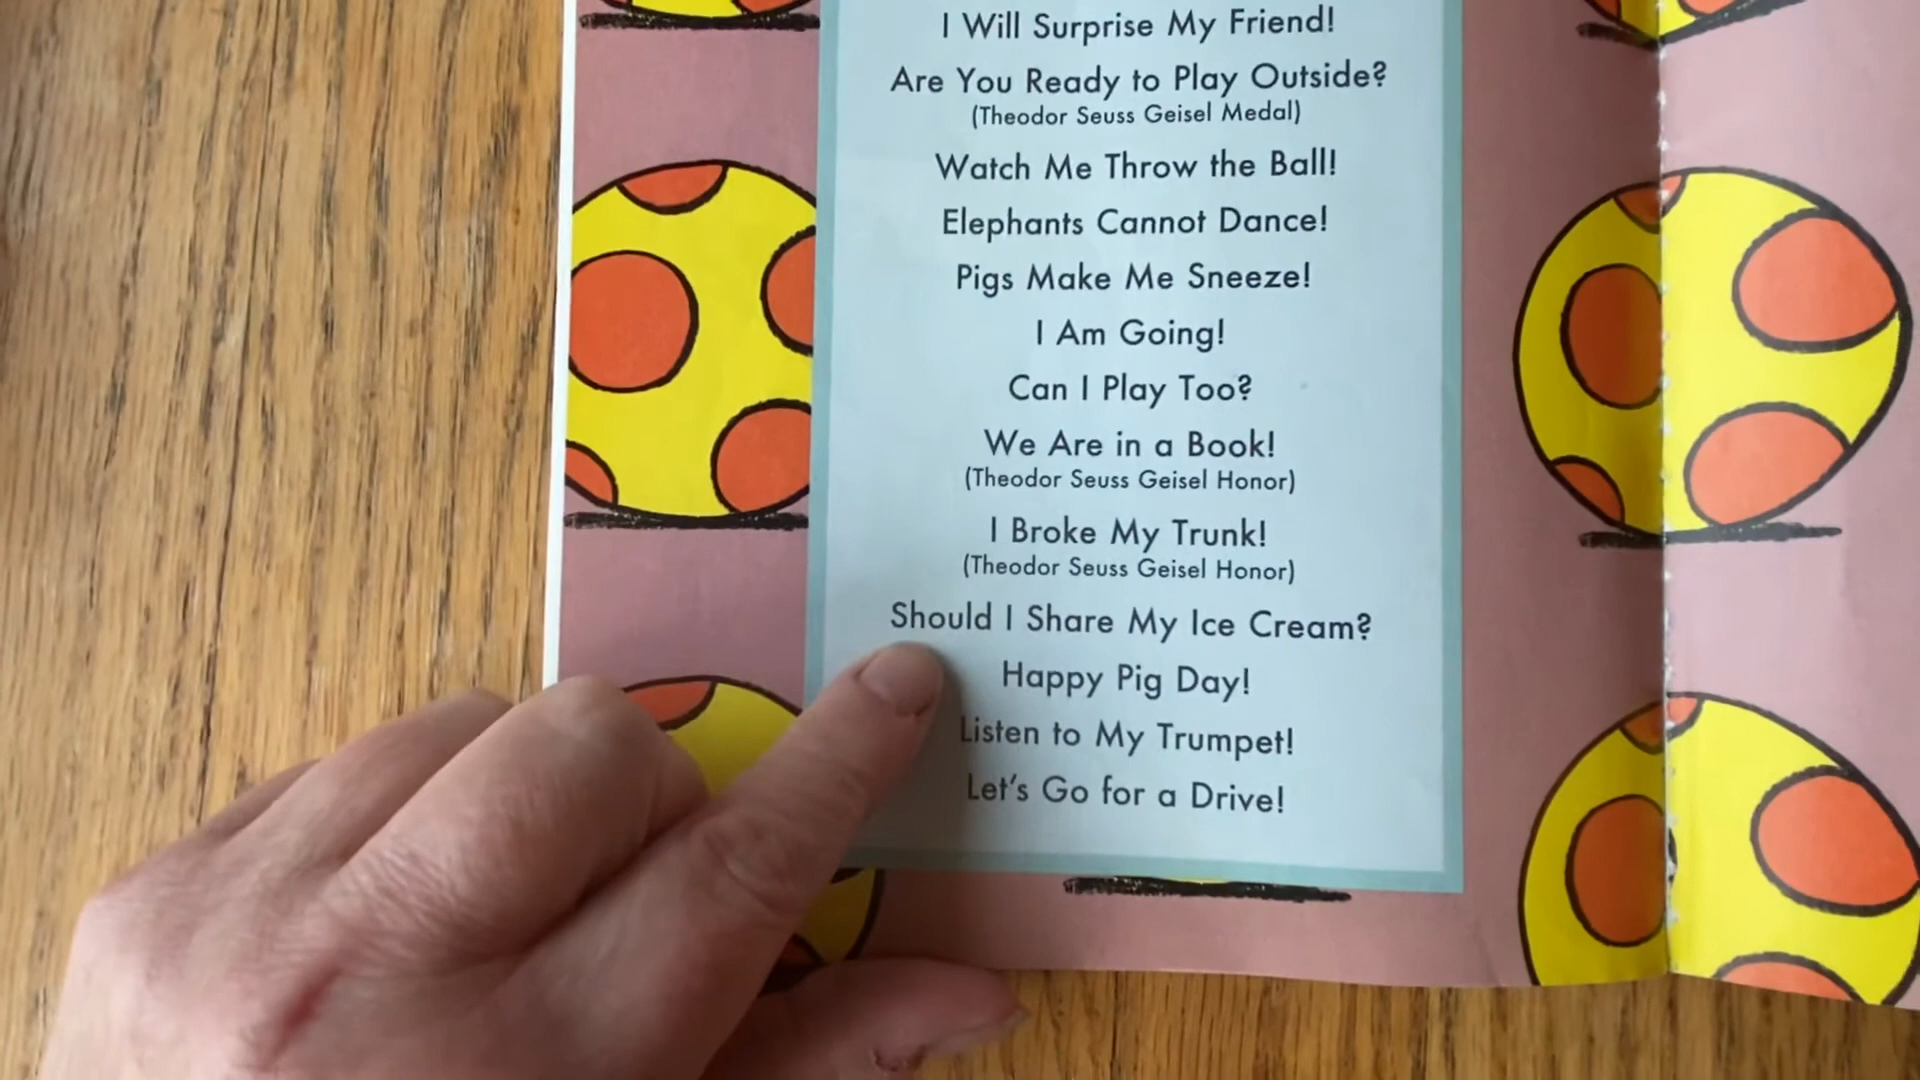 I Will Surprise My Friend!
Are You Ready to Play Outside?
(Theodor Seuss Geisel Medal)
Watch Me Throw the Ball!
Elephants Cannot Dance!
Pigs Make Me Sneeze!
I Am Going!
Can I Play Too?
We Are in a Book!
(Theodor Seuss Geisel Honor)
I Broke My Trunk!
(Theodor Seuss Geisel Honor)
Should I Share My Ice Cream?
Happy Pig Day!
Listen to My Trumpet!
Let's Go for a Drive!